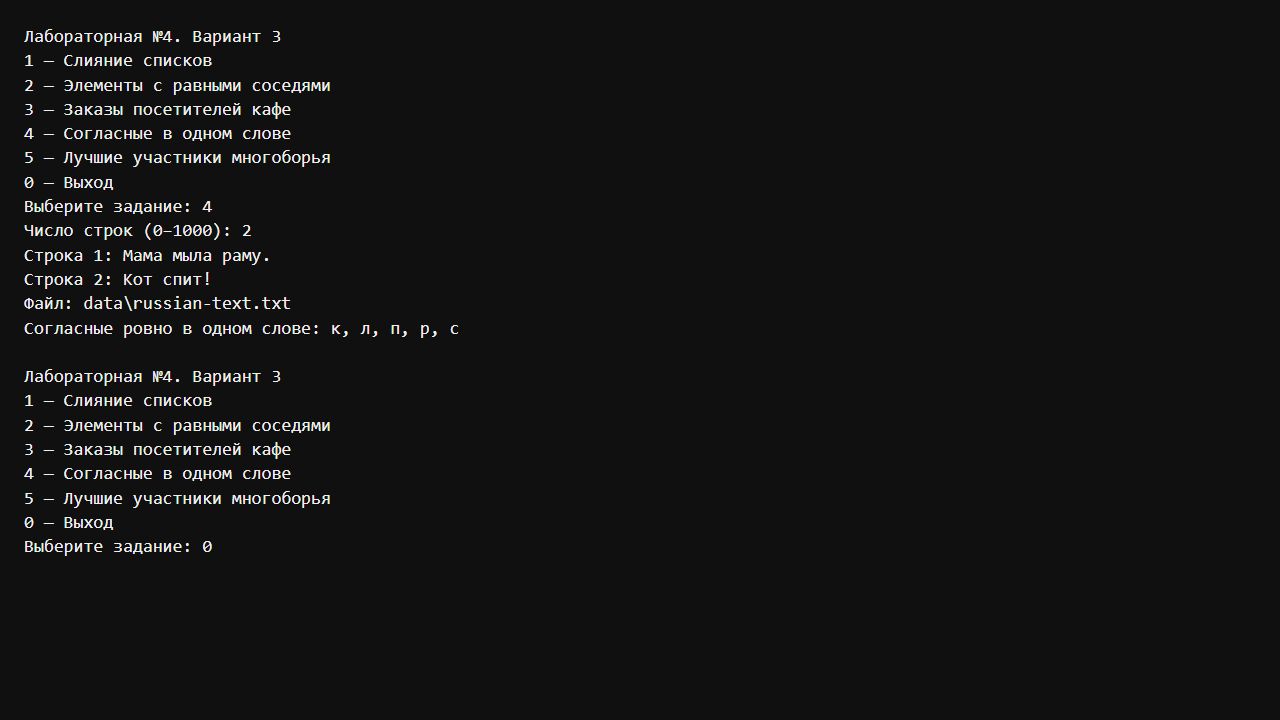 Лабораторная №4. Вариант 3
1 — Слияние списков
2 — Элементы с равными соседями
3 — Заказы посетителей кафе
4 — Согласные в одном слове
5 — Лучшие участники многоборья
0 — Выход
Выберите задание: 4
Число строк (0–1000): 2
Строка 1: Мама мыла раму.
Строка 2: Кот спит!
Файл: data\russian-text.txt
Согласные ровно в одном слове: к, л, п, р, с
Лабораторная №4. Вариант 3
1 — Слияние списков
2 — Элементы с равными соседями
3 — Заказы посетителей кафе
4 — Согласные в одном слове
5 — Лучшие участники многоборья
0 — Выход
Выберите задание: 0